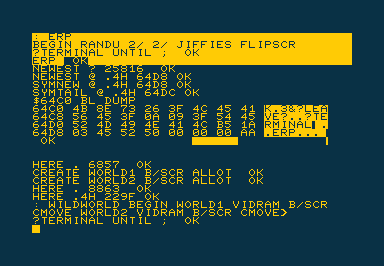 : ERP
BEGIN RANDU 2/ 2/ JIFFIES FLIPSCR
?TERMINAL UNTIL ;  OK
ERP  OK
NEWEST ? 25816  OK
NEWEST @ .4H 64D8 OK
SYMNEW @ .4H 64D8 OK
SYMTAIL @ .4H 64DC OK
$64C0 BL DUMP
64C0 4B 8E 73 26 3F 4C 45 41 K.S&?LEA
64C8 56 45 3F 0A 09 3F 54 45 VE?..?TE
64D0 52 4D 49 4E 41 4C B5 1A RMINAL
64D8 03 45 52 50 00 00 00 AA .ERP...
OK
HERE . 6857  OK
CREATE WORLD1 B/SCR ALLOT  OK
CREATE WORLD2 B/SCR ALLOT  OK
HERE . 8863  OK
HERE .4H 229F OK
: WILDWORLD BEGIN WORLD1 VIDRAM B/SCR
CMOVE WORLD2 VIDRAM B/SCR CMOVE>
?TERMINAL UNTIL ;  OK